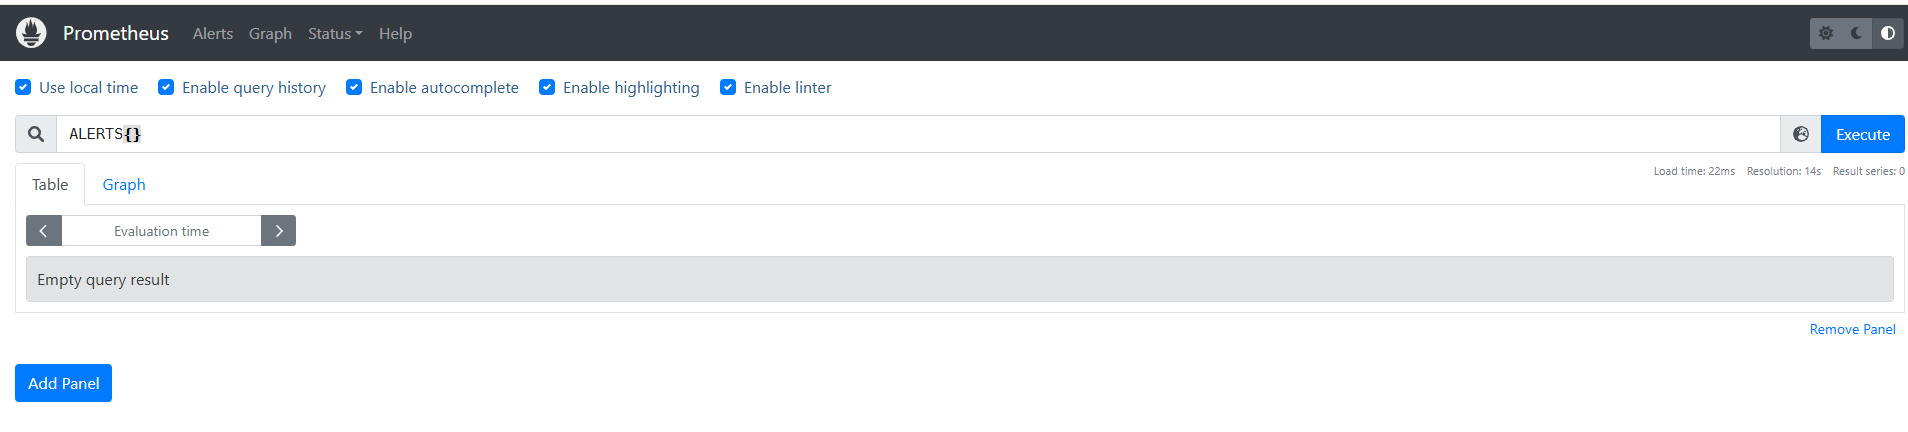 Prometheus Alerts Graph Status Help
Use local time Enable query history Enable autocomplete Enable highlighting Enable linter
ALERTS{} Execute
Table Graph Load time: 22ms Resolution: 14s Result series: 0
Evaluation time
Empty query result
Remove Panel
Add Panel